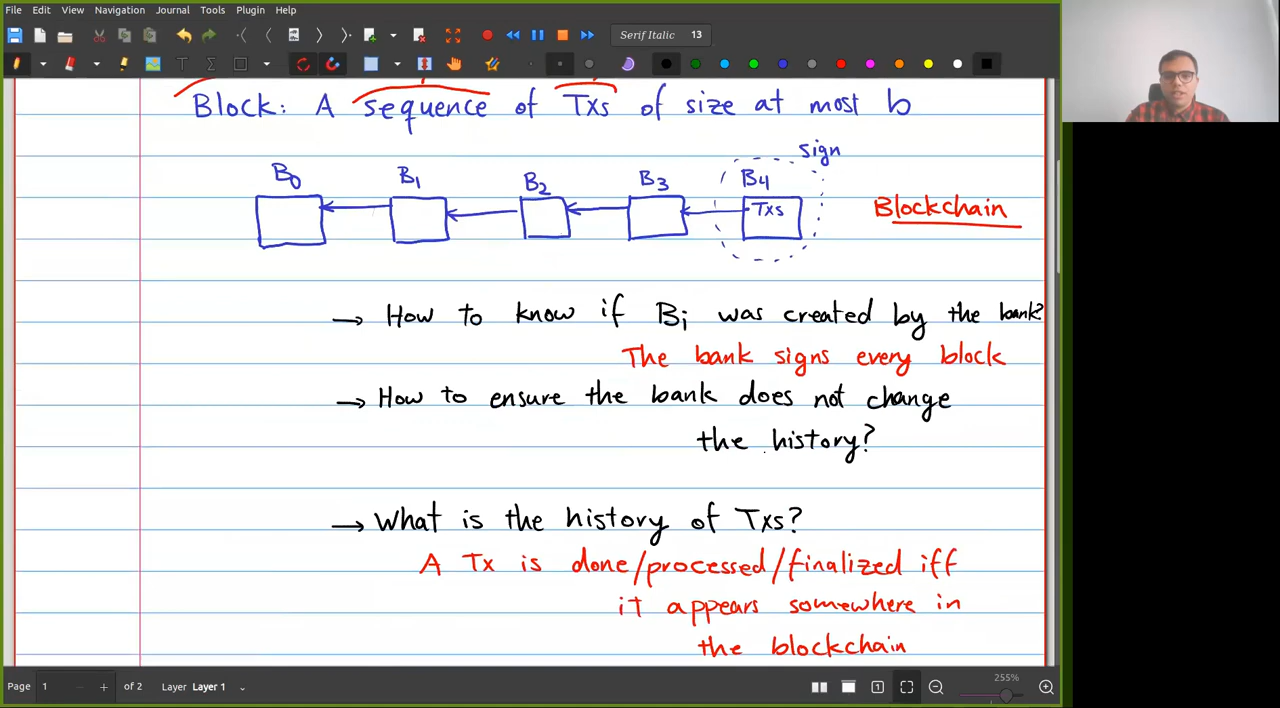 File Edit View Navigation Journal Tools Plugin Help
Serif Italic 13
Block: A sequence of Txs of size at most b
sign
B0 B1 B2 B3 B4
Txs
Blockchain
→ How to know if Bi was created by the bank?
The bank signs every block
→ How to ensure the bank does not change
the history?
→ What is the history of Txs?
A Tx is done/processed/finalized iff
it appears somewhere in
the blockchain
Page 1 of 2 Layer Layer 1 255%